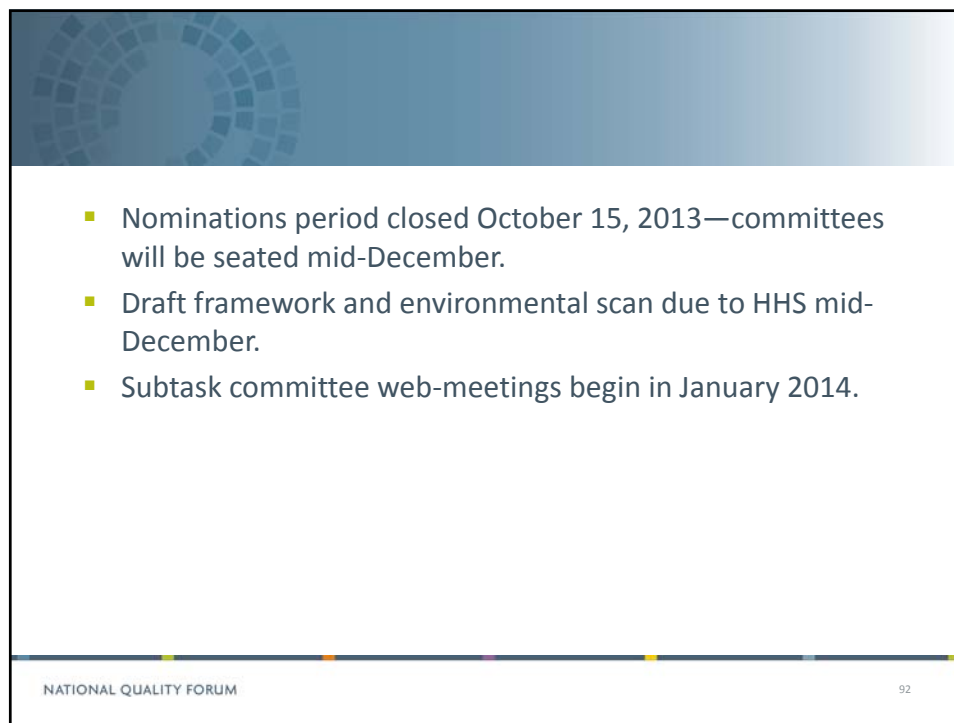 ▪ Nominations period closed October 15, 2013—committees
will be seated mid-December.
▪ Draft framework and environmental scan due to HHS mid-
December.
▪ Subtask committee web-meetings begin in January 2014.
NATIONAL QUALITY FORUM
92